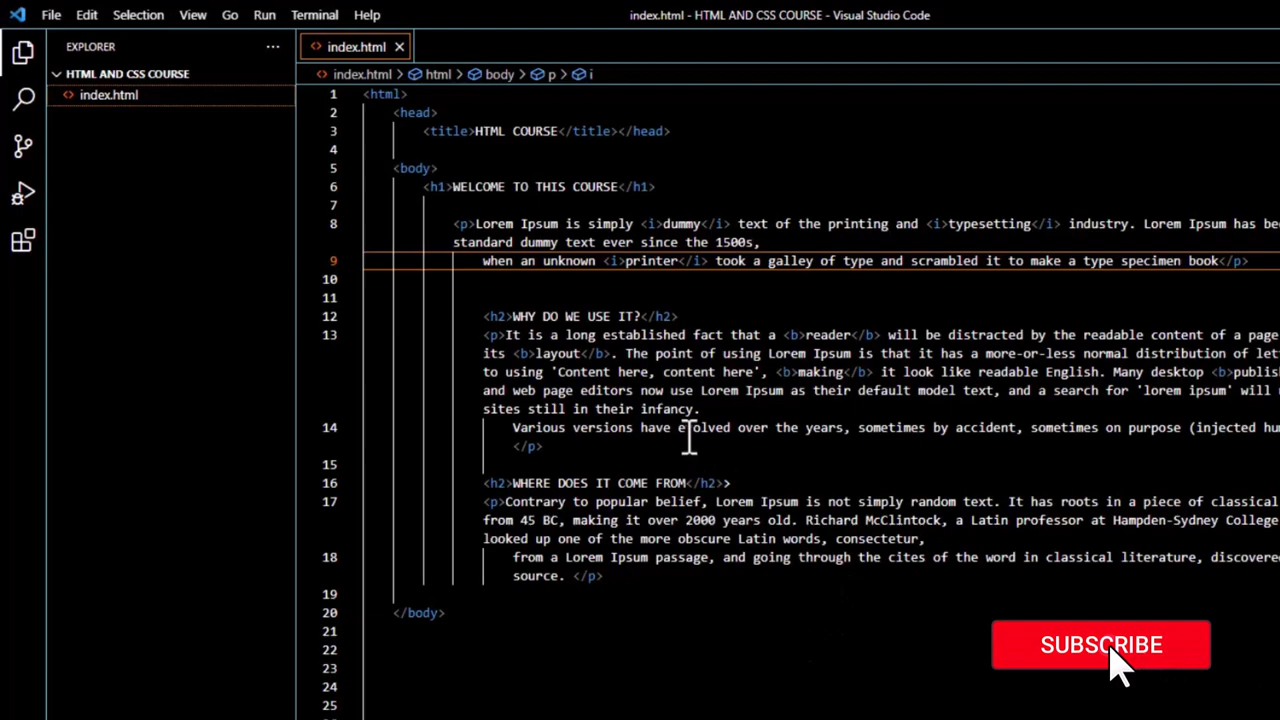 File Edit Selection View Go Run Terminal Help
index.html - HTML AND CSS COURSE - Visual Studio Code
EXPLORER ...
HTML AND CSS COURSE
index.html
index.html
index.html > html > body > p > i
1 <html>
2 <head>
3 <title>HTML COURSE</title></head>
4
5 <body>
6 <h1>WELCOME TO THIS COURSE</h1>
7
8 <p>Lorem Ipsum is simply <i>dummy</i> text of the printing and <i>typesetting</i> industry. Lorem Ipsum has
standard dummy text ever since the 1500s,
9 when an unknown <i>printer</i> took a galley of type and scrambled it to make a type specimen book</p>
10
11
12 <h2>WHY DO WE USE IT?</h2>
13 <p>It is a long established fact that a <b>reader</b> will be distracted by the readable content of a page
its <b>layout</b>. The point of using Lorem Ipsum is that it has a more-or-less normal distribution of
to using 'Content here, content here', <b>making</b> it look like readable English. Many desktop <b>publis
and web page editors now use Lorem Ipsum as their default model text, and a search for 'lorem ipsum' will
sites still in their infancy.
14 Various versions have evolved over the years, sometimes by accident, sometimes on purpose (injected
</p>
15
16 <h2>WHERE DOES IT COME FROM</h2>>
17 <p>Contrary to popular belief, Lorem Ipsum is not simply random text. It has roots in a piece of classical
from 45 BC, making it over 2000 years old. Richard McClintock, a Latin professor at Hampden-Sydney College
looked up one of the more obscure Latin words, consectetur,
18 from a Lorem Ipsum passage, and going through the cites of the word in classical literature, discovere
source. </p>
19
20 </body>
21
22
23
24
25
SUBSCRIBE